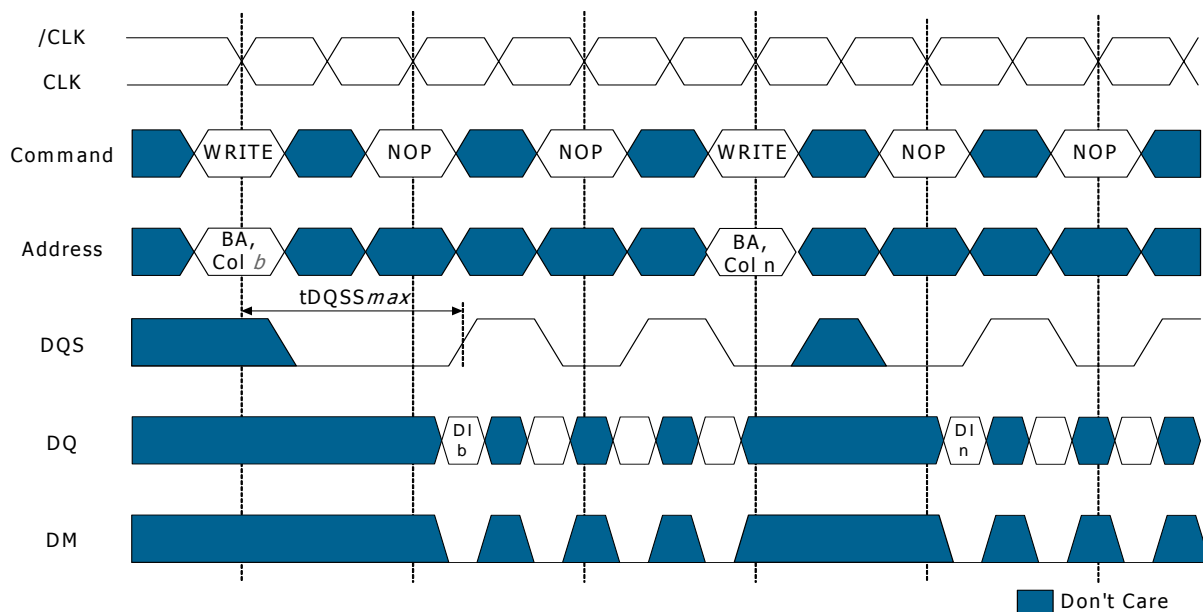 /CLK
CLK
Command
WRITE
NOP
NOP
WRITE
NOP
NOP
Address
BA,
Col b
BA,
Col n
tDQSSmax
DQS
DQ
DI
b
DI
n
DM
Don't Care